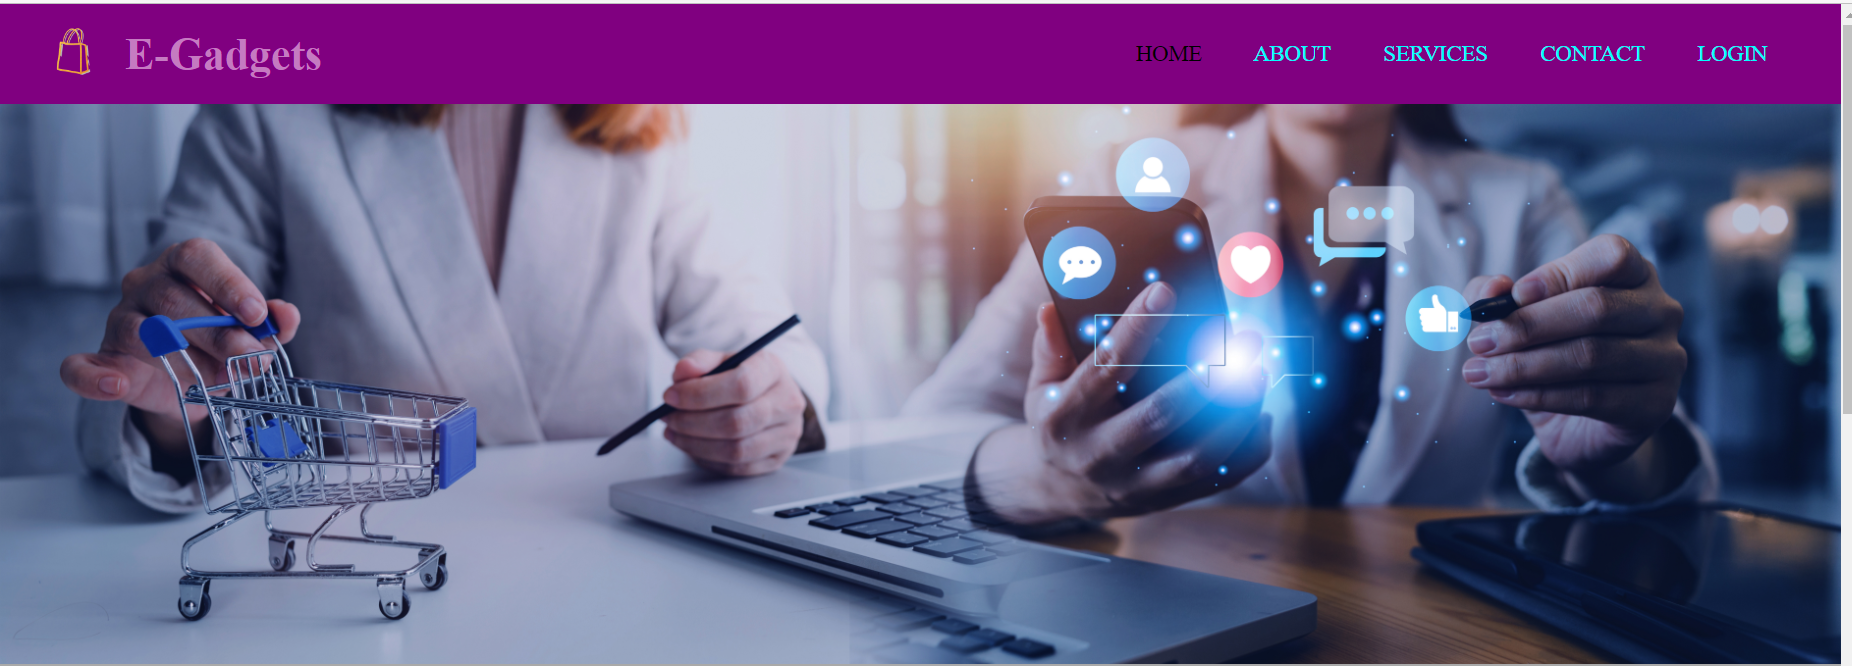 E-Gadgets
HOME ABOUT SERVICES CONTACT LOGIN